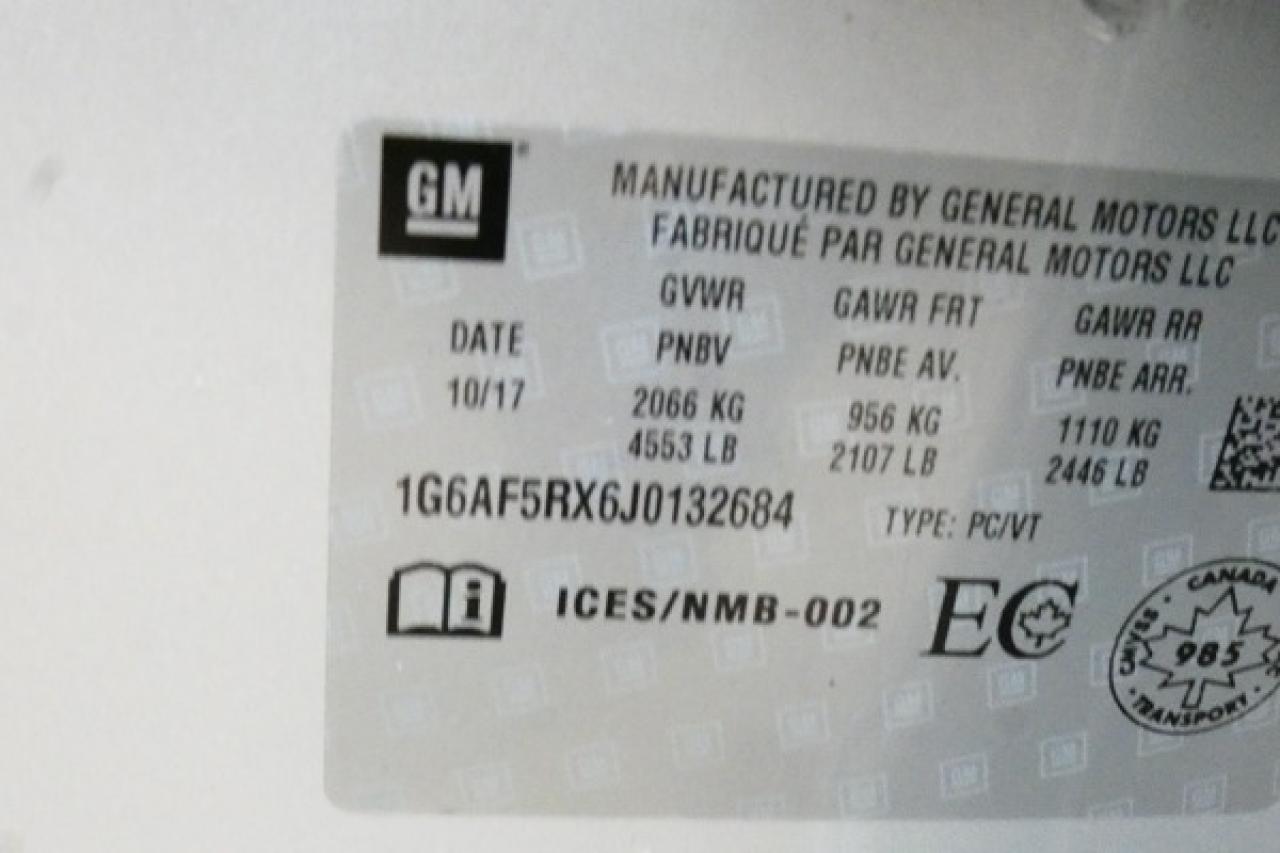 GM
MANUFACTURED BY GENERAL MOTORS LLC
FABRIQUÉ PAR GENERAL MOTORS LLC
DATE GVWR GAWR FRT GAWR RR
PNBV PNBE AV. PNBE ARR.
10/17 2066 KG 956 KG 1110 KG
4553 LB 2107 LB 2446 LB
1G6AF5RX6J0132684 TYPE: PC/VT
i ICES/NMB-002 EC
CANADA
CMVSS
985
TRANSPORT